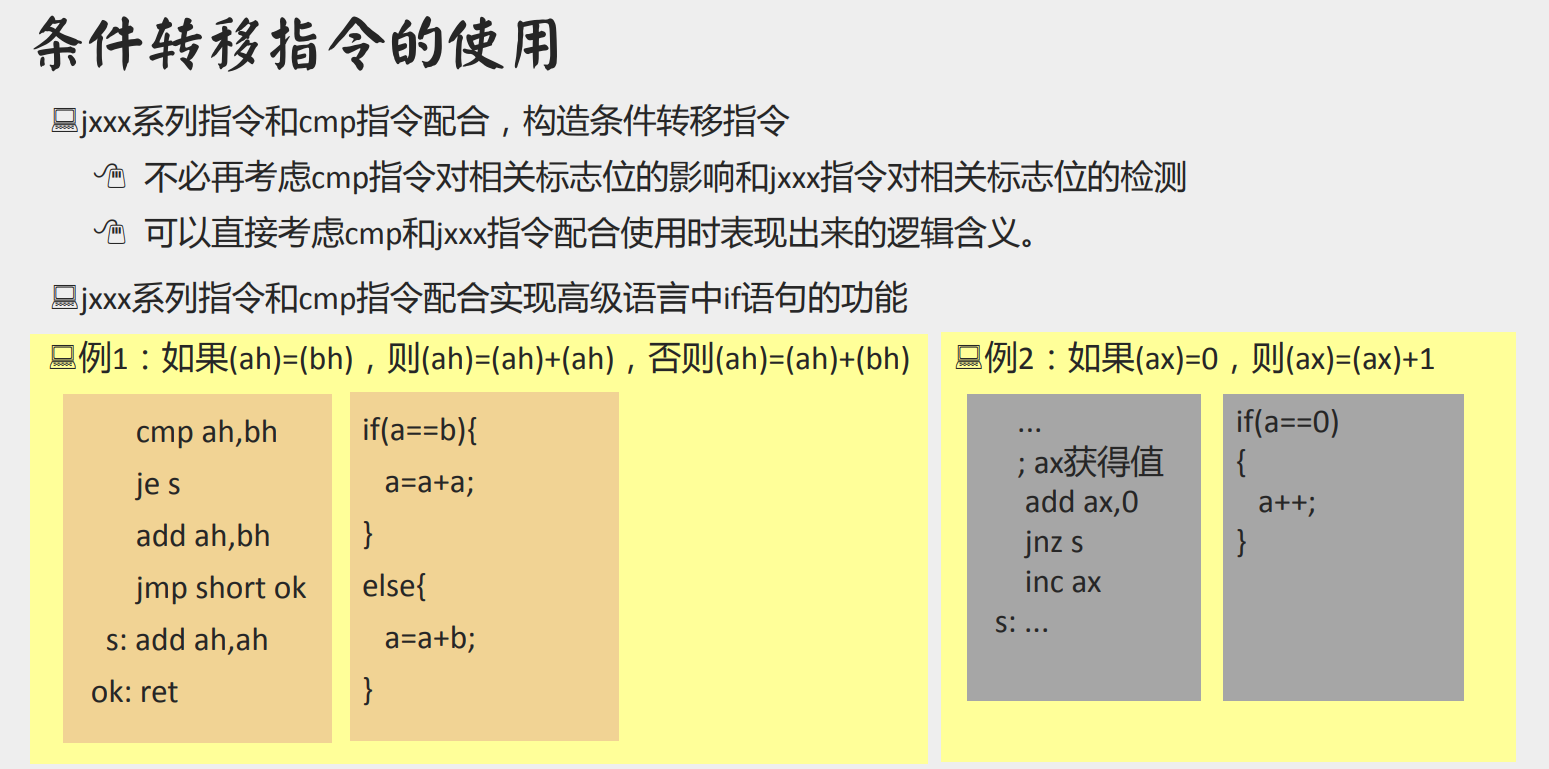 条件转移指令的使用
jxxx系列指令和cmp指令配合，构造条件转移指令
不必再考虑cmp指令对相关标志位的影响和jxxx指令对相关标志位的检测
可以直接考虑cmp和jxxx指令配合使用时表现出来的逻辑含义。
jxxx系列指令和cmp指令配合实现高级语言中if语句的功能
例1：如果(ah)=(bh)，则(ah)=(ah)+(ah)，否则(ah)=(ah)+(bh)
cmp ah,bh
je s
add ah,bh
jmp short ok
s: add ah,ah
ok: ret
if(a==b){
a=a+a;
}
else{
a=a+b;
}
例2：如果(ax)=0，则(ax)=(ax)+1
...
; ax获得值
add ax,0
jnz s
inc ax
s: ...
if(a==0)
{
a++;
}